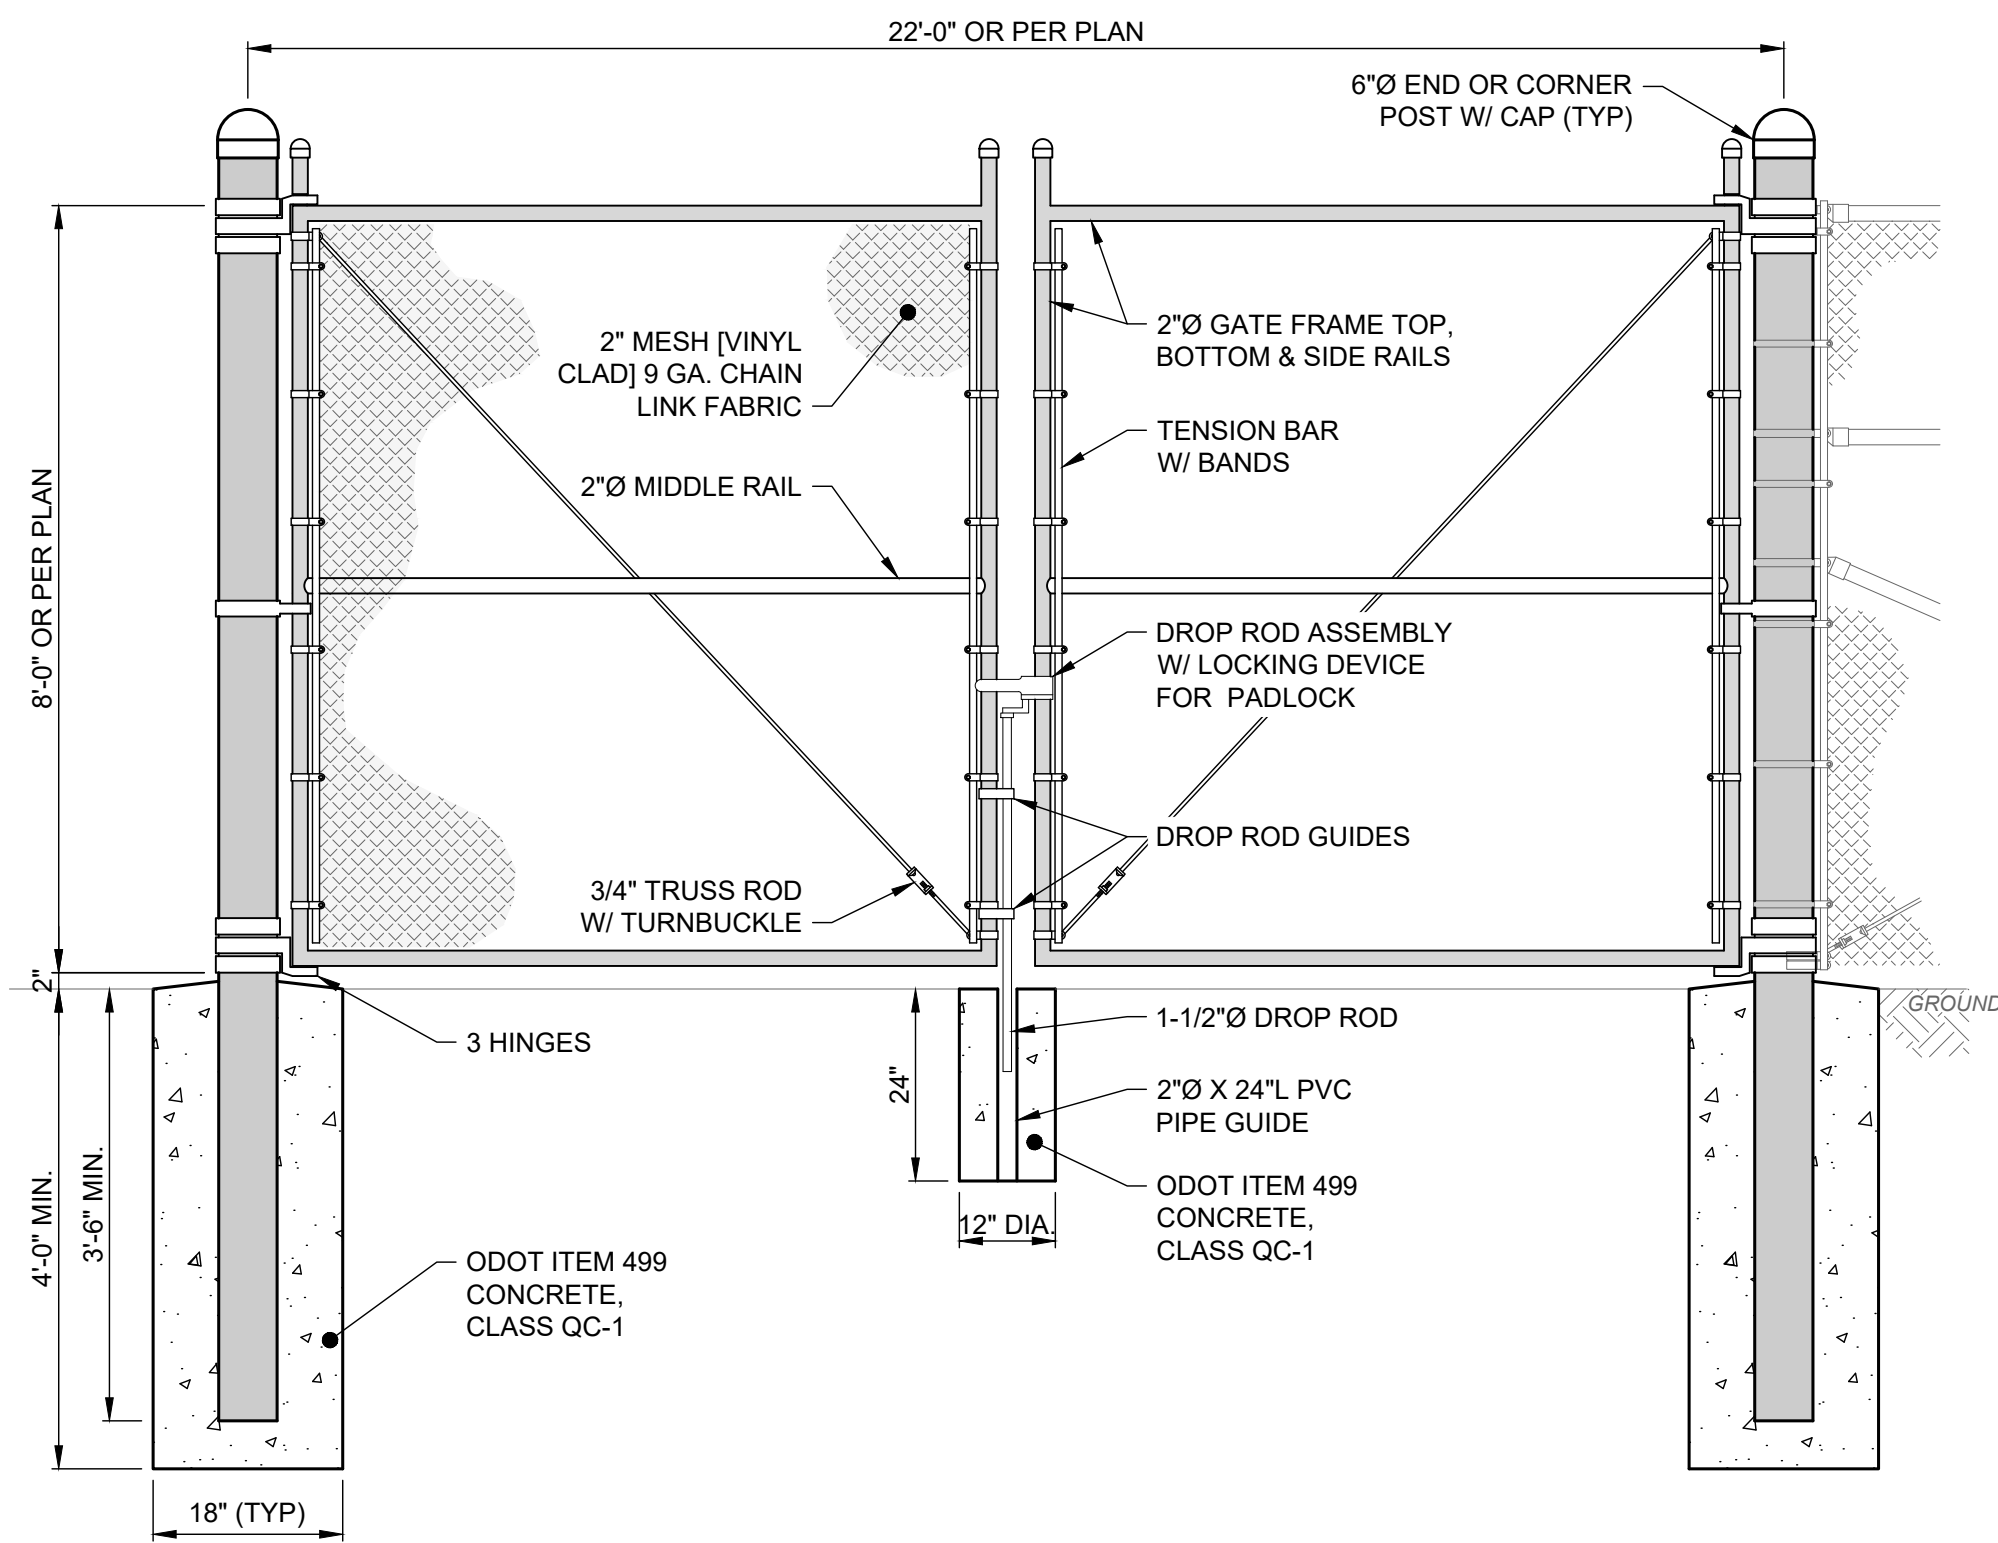 22'-0" OR PER PLAN
6"Ø END OR CORNER
POST W/ CAP (TYP)
2" MESH [VINYL
CLAD] 9 GA. CHAIN
LINK FABRIC
2"Ø GATE FRAME TOP,
BOTTOM & SIDE RAILS
TENSION BAR
W/ BANDS
2"Ø MIDDLE RAIL
8'-0" OR PER PLAN
DROP ROD ASSEMBLY
W/ LOCKING DEVICE
FOR PADLOCK
DROP ROD GUIDES
3/4" TRUSS ROD
W/ TURNBUCKLE
2"
GROUND
3 HINGES
1-1/2"Ø DROP ROD
24"
2"Ø X 24"L PVC
PIPE GUIDE
4'-0" MIN.
3'-6" MIN.
ODOT ITEM 499
CONCRETE,
CLASS QC-1
12" DIA.
ODOT ITEM 499
CONCRETE,
CLASS QC-1
18" (TYP)